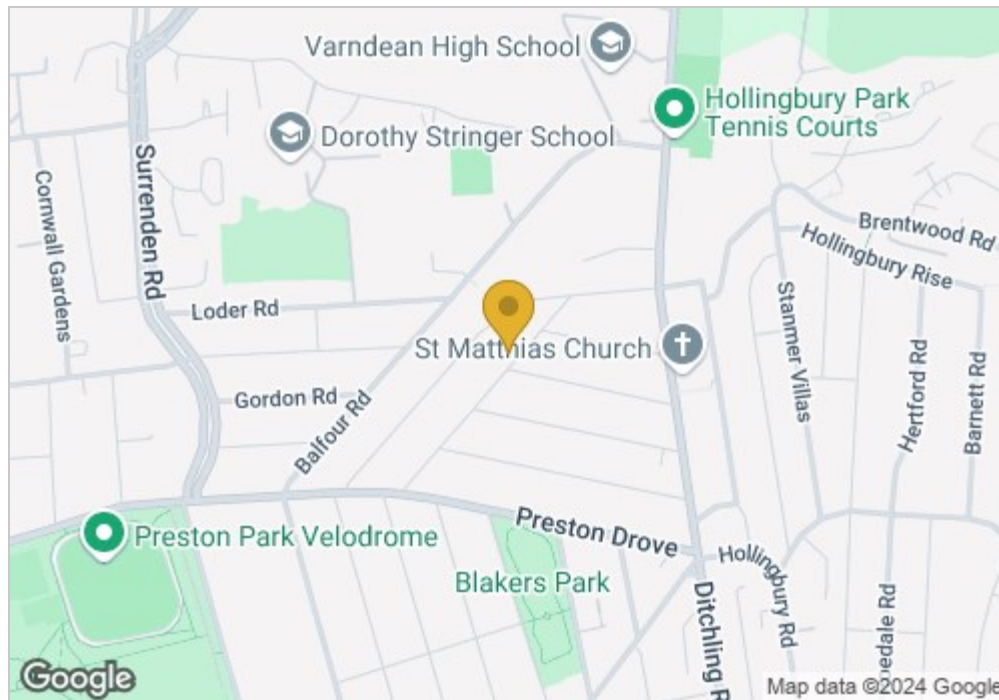 Varndean High School
Hollingbury Park
Tennis Courts
Dorothy Stringer School
Surrenden Rd
Cornwall Gardens
Brentwood Rd
Hollingbury Rise
Loder Rd
Stanmer Villas
St Matthias Church
Hertford Rd
Barnett Rd
Gordon Rd
Balfour Rd
Preston Park Velodrome
Preston Drove
Hollingbury Rd
Blakers Park
Ditchling R
pedale Rd
Google
Map data ©2024 Google